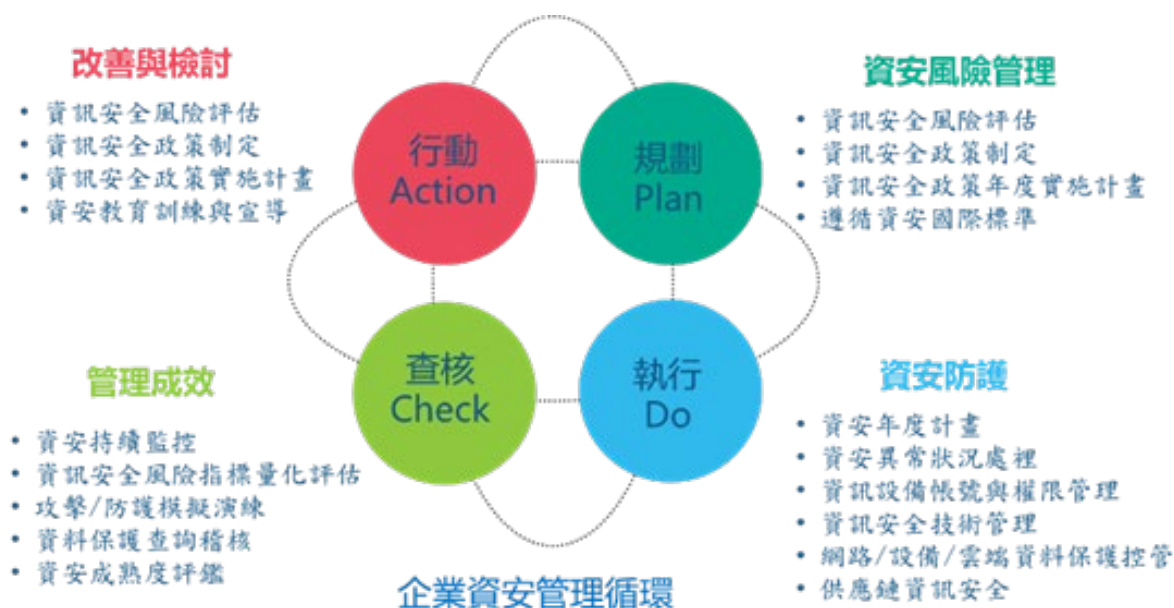 改善與檢討
• 資訊安全風險評估
• 資訊安全政策制定
• 資訊安全政策實施計畫
• 資安教育訓練與宣導
行動
Action
規劃
Plan
資安風險管理
• 資訊安全風險評估
• 資訊安全政策制定
• 資訊安全政策年度實施計畫
• 遵循資安國際標準
管理成效
• 資安持續監控
• 資訊安全風險指標量化評估
• 攻擊/防護模擬演練
• 資料保護查詢稽核
• 資安成熟度評鑑
查核
Check
執行
Do
資安防護
• 資安年度計畫
• 資安異常狀況處裡
• 資訊設備帳號與權限管理
• 資訊安全技術管理
• 網路/設備/雲端資料保護控管
• 供應鏈資訊安全
企業資安管理循環